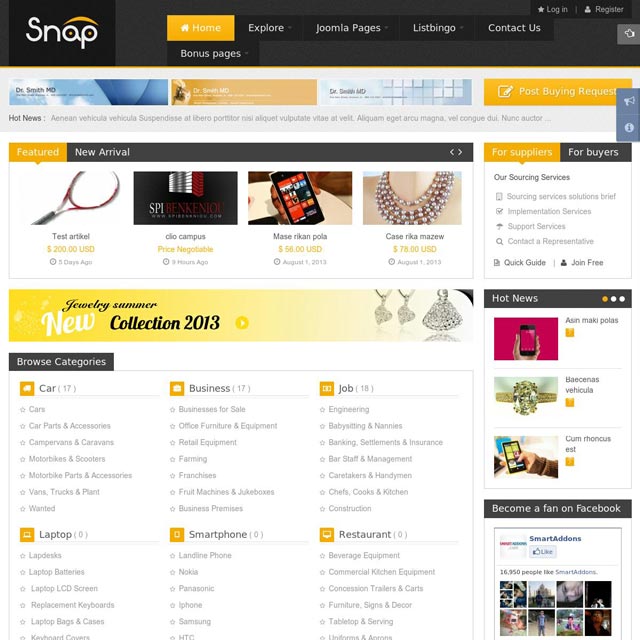 Log in | Register
Snap
Home Explore Joomla Pages Listbingo Contact Us
Bonus pages
Dr. Smith MD Dr. Smith MD Dr. Smith MD
Post Buying Request
Hot News : Aenean vehicula vehicula Suspendisse at libero porttitor nisi aliquet vulputate vitae at velit. Aliquam eget arcu magna, vel congue dui. Nunc auctor ...
Featured New Arrival
For suppliers For buyers
Our Sourcing Services
Sourcing services solutions brief
Implementation Services
Support Services
Contact a Representative
Quick Guide | Join Free
SPI BENKENIOU
WWW.SPIBENKENIOU.COM
Test artikel clio campus Mase rikan pola Case rika mazew
$ 200.00 USD Price Negotiable $ 56.00 USD $ 78.00 USD
5 Days Ago 9 Hours Ago August 1, 2013 August 1, 2013
Jewelry summer
New Collection 2013
Hot News
Asin maki polas
Baecenas vehicula
Cum rhoncus est
Browse Categories
Car ( 17 )
Cars
Car Parts & Accessories
Campervans & Caravans
Motorbikes & Scooters
Motorbike Parts & Accessories
Vans, Trucks & Plant
Wanted
Business ( 17 )
Businesses for Sale
Office Furniture & Equipment
Retail Equipment
Farming
Franchises
Fruit Machines & Jukeboxes
Business Premises
Job ( 18 )
Engineering
Babysitting & Nannies
Banking, Settlements & Insurance
Bar Staff & Management
Caretakers & Handymen
Chefs, Cooks & Kitchen
Construction
Laptop ( 0 )
Lapdesks
Laptop Batteries
Laptop LCD Screen
Replacement Keyboards
Laptop Bags & Cases
Keyboard Covers
Smartphone ( 0 )
Landline Phone
Nokia
Panasonic
Iphone
Samsung
HTC
Restaurant ( 0 )
Beverage Equipment
Commercial Kitchen Equipment
Concession Trailers & Carts
Furniture, Signs & Decor
Tabletop & Serving
Uniforms & Aprons
Become a fan on Facebook
SmartAddons
Like
16,950 people like SmartAddons.